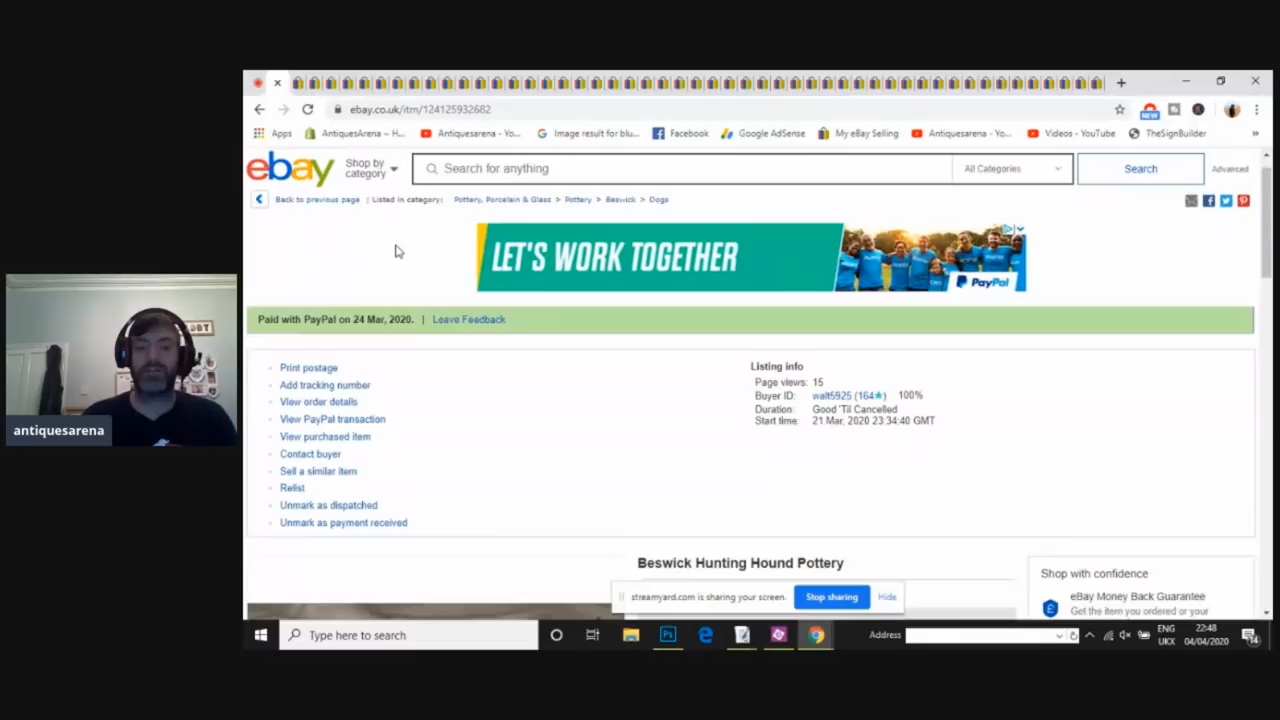 ebay.co.uk/itm/124125932682
NEW
Apps
AntiquesArena ~ H...
Antiquesarena - Yo...
Image result for blu...
Facebook
Google AdSense
My eBay Selling
Antiquesarena - Yo...
Videos - YouTube
TheSignBuilder
ebay
Shop by
category
Search for anything
All Categories
Search
Advanced
Back to previous page | Listed in category: Pottery, Porcelain & Glass > Pottery > Beswick > Dogs
LET'S WORK TOGETHER
PayPal
Paid with PayPal on 24 Mar, 2020. | Leave Feedback
Print postage
Add tracking number
View order details
View PayPal transaction
View purchased item
Contact buyer
Sell a similar item
Relist
Unmark as dispatched
Unmark as payment received
Listing info
Page views: 15
Buyer ID: walt5925 (164★) 100%
Duration: Good 'Til Cancelled
Start time: 21 Mar, 2020 23:34:40 GMT
antiquesarena
Beswick Hunting Hound Pottery
Shop with confidence
eBay Money Back Guarantee
Get the item you ordered or your
streamyard.com is sharing your screen.
Stop sharing
Hide
Type here to search
Address
ENG
UKX
22:48
04/04/2020
14